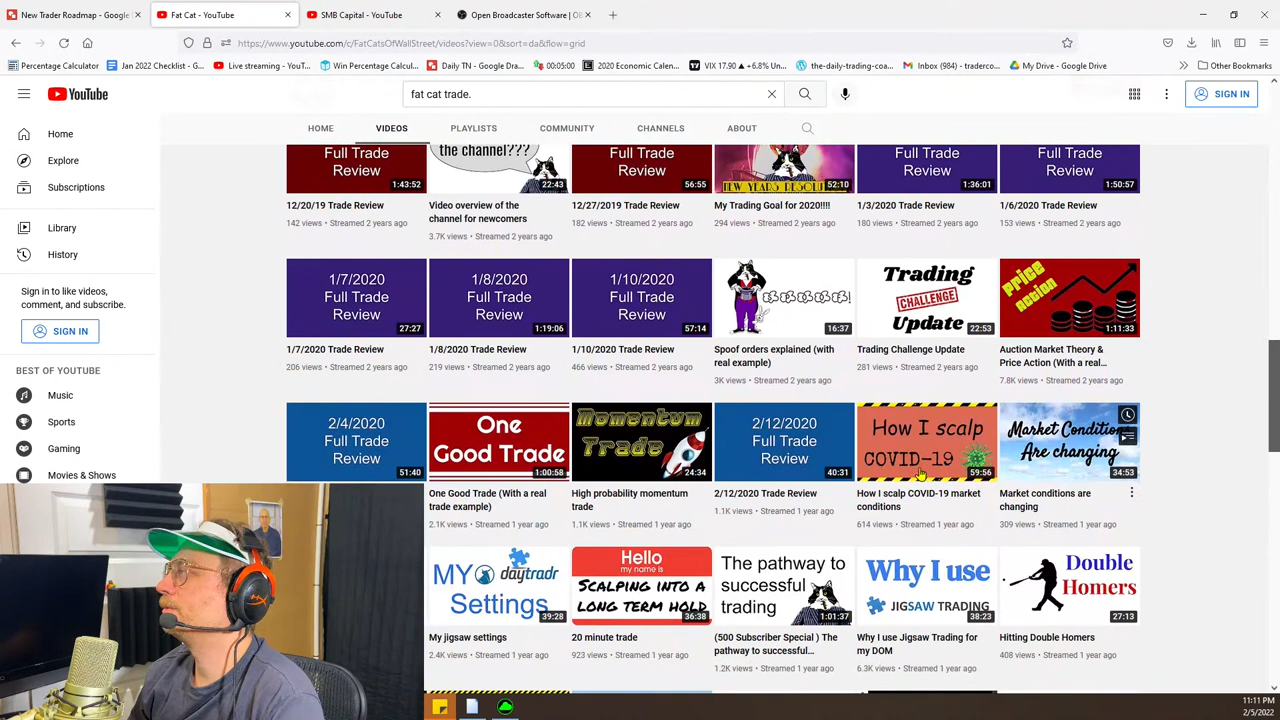 New Trader Roadmap - Google
Fat Cat - YouTube
SMB Capital - YouTube
Open Broadcaster Software | OB
https://www.youtube.com/c/FatCatsOfWallStreet/videos?view=0&sort=da&flow=grid
Percentage Calculator
Jan 2022 Checklist - G...
Live streaming - YouT...
Win Percentage Calcul...
Daily TN - Google Dra...
00:05:00
2020 Economic Calen...
VIX 17.90 ▲ +6.8% Un...
the-daily-trading-coa...
Inbox (984) - traderco...
My Drive - Google Dr...
Other Bookmarks
YouTube
fat cat trade.
SIGN IN
HOME
VIDEOS
PLAYLISTS
COMMUNITY
CHANNELS
ABOUT
Home
Explore
Subscriptions
Library
History
Sign in to like videos,
comment, and subscribe.
SIGN IN
BEST OF YOUTUBE
Music
Sports
Gaming
Movies & Shows
Full Trade
Review
1:43:52
the channel???
22:43
Full Trade
Review
56:55
NEW YEARS RESOLUTI
52:10
Full Trade
Review
1:36:01
Full Trade
Review
1:50:57
12/20/19 Trade Review
142 views • Streamed 2 years ago
Video overview of the
channel for newcomers
3.7K views • Streamed 2 years ago
12/27/2019 Trade Review
182 views • Streamed 2 years ago
My Trading Goal for 2020!!!!
294 views • Streamed 2 years ago
1/3/2020 Trade Review
180 views • Streamed 2 years ago
1/6/2020 Trade Review
153 views • Streamed 2 years ago
1/7/2020
Full Trade
Review
27:27
1/8/2020
Full Trade
Review
1:19:06
1/10/2020
Full Trade
Review
57:14
16:37
Trading
CHALLENGE
Update
22:53
Price
Action
1:11:33
1/7/2020 Trade Review
206 views • Streamed 2 years ago
1/8/2020 Trade Review
219 views • Streamed 2 years ago
1/10/2020 Trade Review
466 views • Streamed 2 years ago
Spoof orders explained (with
real example)
3K views • Streamed 2 years ago
Trading Challenge Update
281 views • Streamed 2 years ago
Auction Market Theory &
Price Action (With a real...
7.8K views • Streamed 2 years ago
2/4/2020
Full Trade
Review
51:40
One
Good Trade
1:00:58
Momentum
Trade
24:34
2/12/2020
Full Trade
Review
40:31
How I scalp
COVID-19
59:56
Market Conditions
Are changing
34:53
One Good Trade (With a real
trade example)
2.1K views • Streamed 1 year ago
High probability momentum
trade
1.1K views • Streamed 1 year ago
2/12/2020 Trade Review
1.1K views • Streamed 1 year ago
How I scalp COVID-19 market
conditions
614 views • Streamed 1 year ago
Market conditions are
changing
309 views • Streamed 1 year ago
MY daytradr
Settings
39:28
Hello
my name is
SCALPING INTO A
LONG TERM HOLD
36:38
The pathway to
successful
trading
1:01:37
Why I use
JIGSAW TRADING
38:23
Double
Homers
27:13
My jigsaw settings
2.4K views • Streamed 1 year ago
20 minute trade
923 views • Streamed 1 year ago
(500 Subscriber Special ) The
pathway to successful...
1.2K views • Streamed 1 year ago
Why I use Jigsaw Trading for
my DOM
6.3K views • Streamed 1 year ago
Hitting Double Homers
408 views • Streamed 1 year ago
11:11 PM
2/5/2022